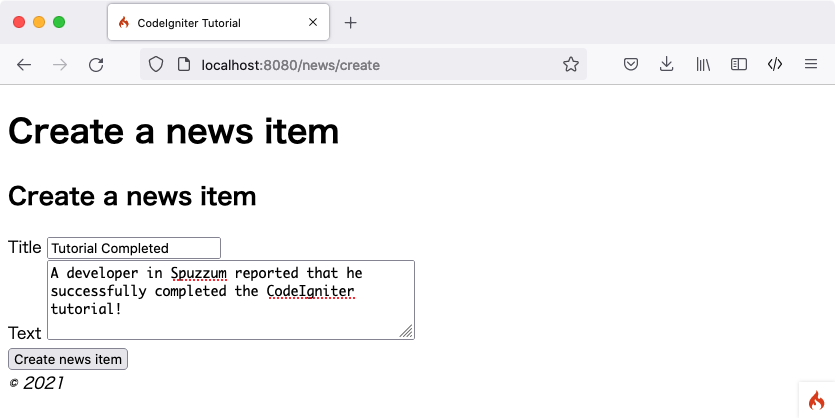 CodeIgniter Tutorial
localhost:8080/news/create
Create a news item
Create a news item
Title Tutorial Completed
A developer in Spuzzum reported that he
successfully completed the CodeIgniter
tutorial!
Text
Create news item
© 2021